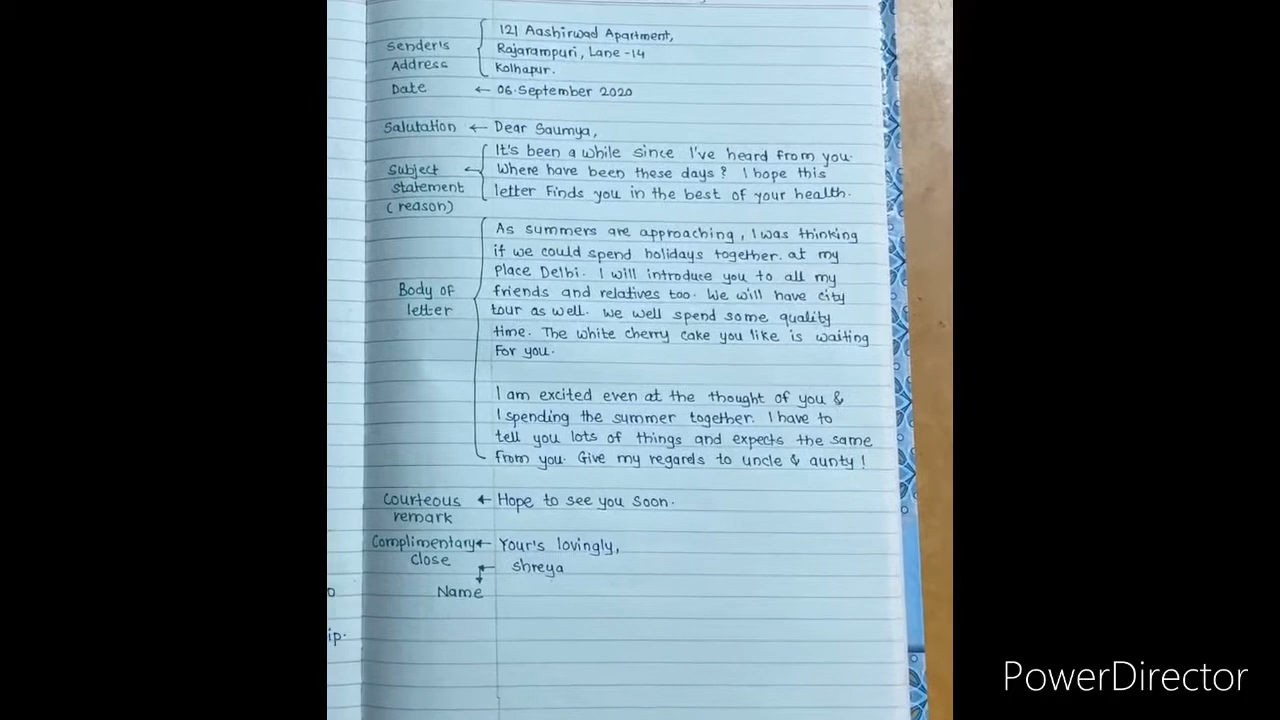 Sender's
Address
121 Aashirwad Apartment,
Rajarampuri, Lane -14
Kolhapur.
Date ← 06.September 2020
Salutation ← Dear Saumya,
Subject
statement
(reason)
It's been a while since I've heard from you.
Where have been these days? I hope this
letter finds you in the best of your health.
Body of
letter
As summers are approaching, I was thinking
if we could spend holidays together. at my
Place Delhi. I will introduce you to all my
friends and relatives too. We will have city
tour as well. We well spend some quality
time. The white cherry cake you like is waiting
for you.
I am excited even at the thought of you &
I spending the summer together. I have to
tell you lots of things and expects the same
from you. Give my regards to uncle & aunty!
Courteous ← Hope to see you soon.
remark
Complimentary ← Your's lovingly,
close
shreya
Name
ip.
PowerDirector